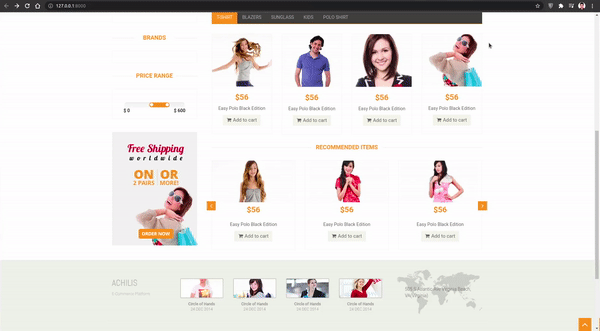 127.0.0.1:8000
T-SHIRT BLAZERS SUNGLASS KIDS POLO SHIRT
BRANDS
PRICE RANGE
$ 0 $ 600
$56 $56 $56 $56
Easy Polo Black Edition Easy Polo Black Edition Easy Polo Black Edition Easy Polo Black Edition
Add to cart Add to cart Add to cart Add to cart
Free Shipping
worldwide
ON OR
2 PAIRS MORE!
ORDER NOW
RECOMMENDED ITEMS
$56 $56 $56
Easy Polo Black Edition Easy Polo Black Edition Easy Polo Black Edition
Add to cart Add to cart Add to cart
ACHILIS
E-Commerce Platform
Circle of Hands Circle of Hands Circle of Hands Circle of Hands
24 DEC 2014 24 DEC 2014 24 DEC 2014 24 DEC 2014